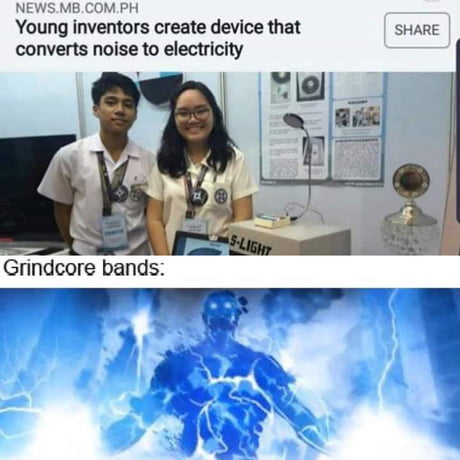 NEWS.MB.COM.PH
Young inventors create device that
converts noise to electricity
SHARE
S-LIGHT
Grindcore bands: